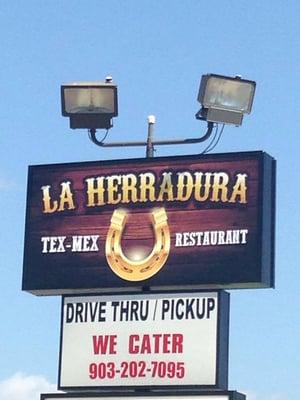 LA HERRADURA
TEX-MEX RESTAURANT
DRIVE THRU / PICKUP
WE CATER
903-202-7095